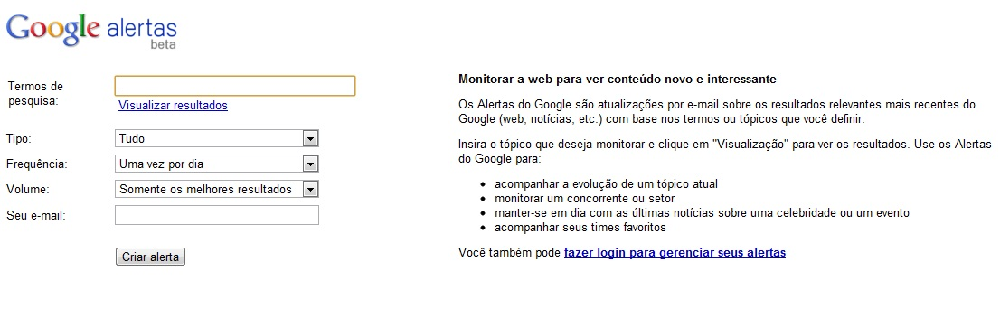 Google alertas
beta
Termos de
pesquisa:
Visualizar resultados
Tipo: Tudo
Frequência: Uma vez por dia
Volume: Somente os melhores resultados
Seu e-mail:
Criar alerta
Monitorar a web para ver conteúdo novo e interessante
Os Alertas do Google são atualizações por e-mail sobre os resultados relevantes mais recentes do
Google (web, notícias, etc.) com base nos termos ou tópicos que você definir.
Insira o tópico que deseja monitorar e clique em "Visualização" para ver os resultados. Use os Alertas
do Google para:
• acompanhar a evolução de um tópico atual
• monitorar um concorrente ou setor
• manter-se em dia com as últimas notícias sobre uma celebridade ou um evento
• acompanhar seus times favoritos
Você também pode fazer login para gerenciar seus alertas